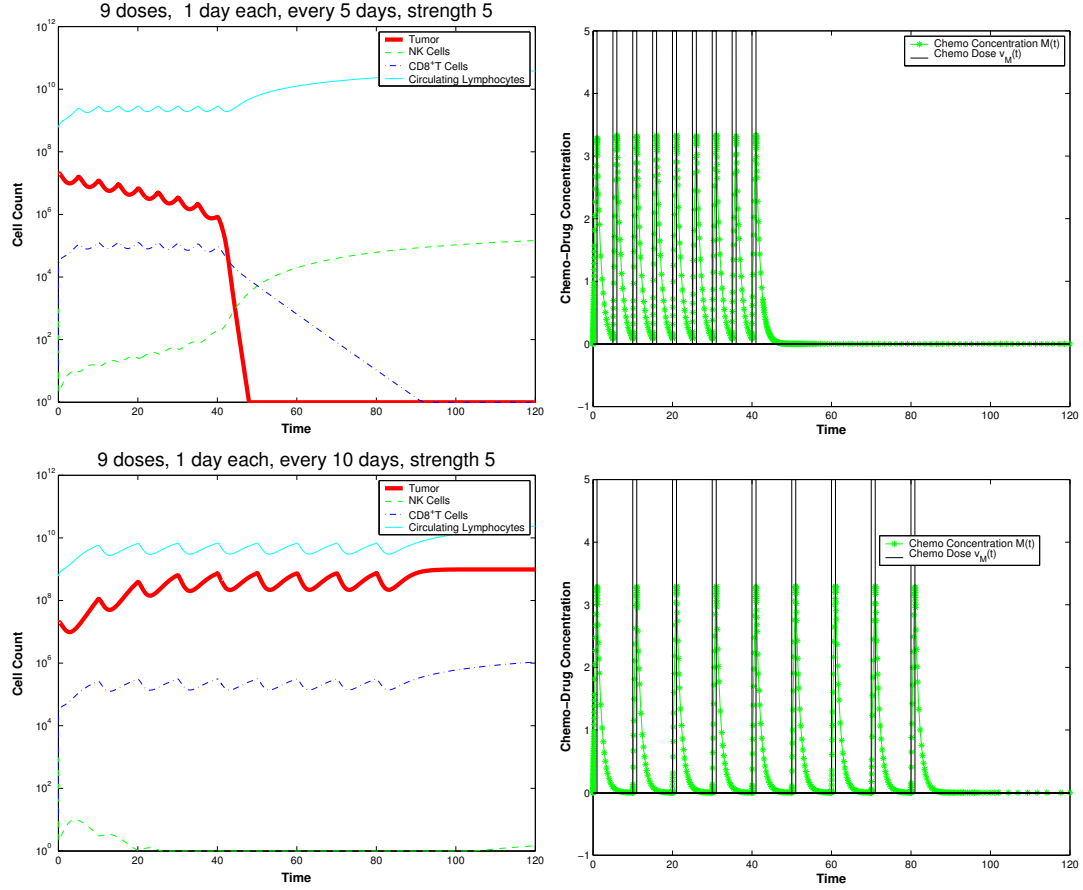 9 doses, 1 day each, every 5 days, strength 5
10^12
10^10
10^8
10^6
10^4
10^2
10^0
Cell Count
Tumor
NK Cells
CD8^+T Cells
Circulating Lymphocytes
0 20 40 60 80 100 120
Time
5
4
3
2
1
0
-1
Chemo-Drug Concentration
Chemo Concentration M(t)
Chemo Dose v_M(t)
0 20 40 60 80 100 120
Time
9 doses, 1 day each, every 10 days, strength 5
10^12
10^10
10^8
10^6
10^4
10^2
10^0
Cell Count
Tumor
NK Cells
CD8^+T Cells
Circulating Lymphocytes
0 20 40 60 80 100 120
Time
5
4
3
2
1
0
-1
Chemo-Drug Concentration
Chemo Concentration M(t)
Chemo Dose v_M(t)
0 20 40 60 80 100 120
Time